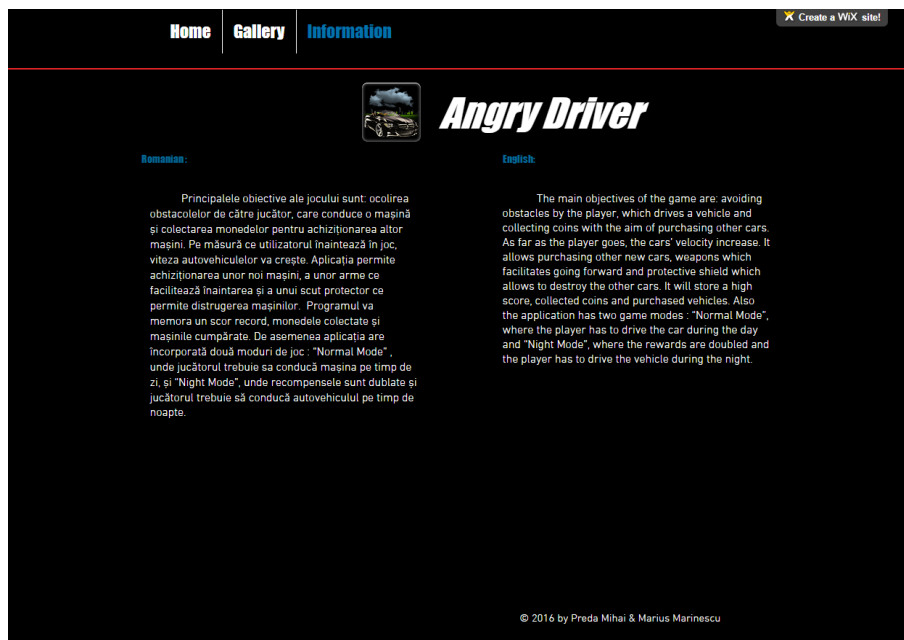 Home Gallery Information
Create a WiX site!
Angry Driver
Romanian:
Principalele obiective ale jocului sunt: ocolirea
obstacolelor de către jucător, care conduce o mașină
și colectarea monedelor pentru achiziționarea altor
mașini. Pe măsură ce utilizatorul înaintează în joc,
viteza autovehiculelor va crește. Aplicația permite
achiziționarea unor noi mașini, a unor arme ce
facilitează înaintarea și a unui scut protector ce
permite distrugerea mașinilor.  Programul va
memora un scor record, monedele colectate și
mașinile cumpărate. De asemenea aplicația are
încorporată două moduri de joc : “Normal Mode” ,
unde jucătorul trebuie sa conducă mașina pe timp de
zi, și “Night Mode”, unde recompensele sunt dublate și
jucătorul trebuie să conducă autovehiculul pe timp de
noapte.
English:
The main objectives of the game are: avoiding
obstacles by the player, which drives a vehicle and
collecting coins with the aim of purchasing other cars.
As far as the player goes, the cars’ velocity increase. It
allows purchasing other new cars, weapons which
facilitates going forward and protective shield which
allows to destroy the other cars. It will store a high
score, collected coins and purchased vehicles. Also
the application has two game modes : “Normal Mode”,
where the player has to drive the car during the day
and “Night Mode”, where the rewards are doubled and
the player has to drive the vehicle during the night.
© 2016 by Preda Mihai & Marius Marinescu